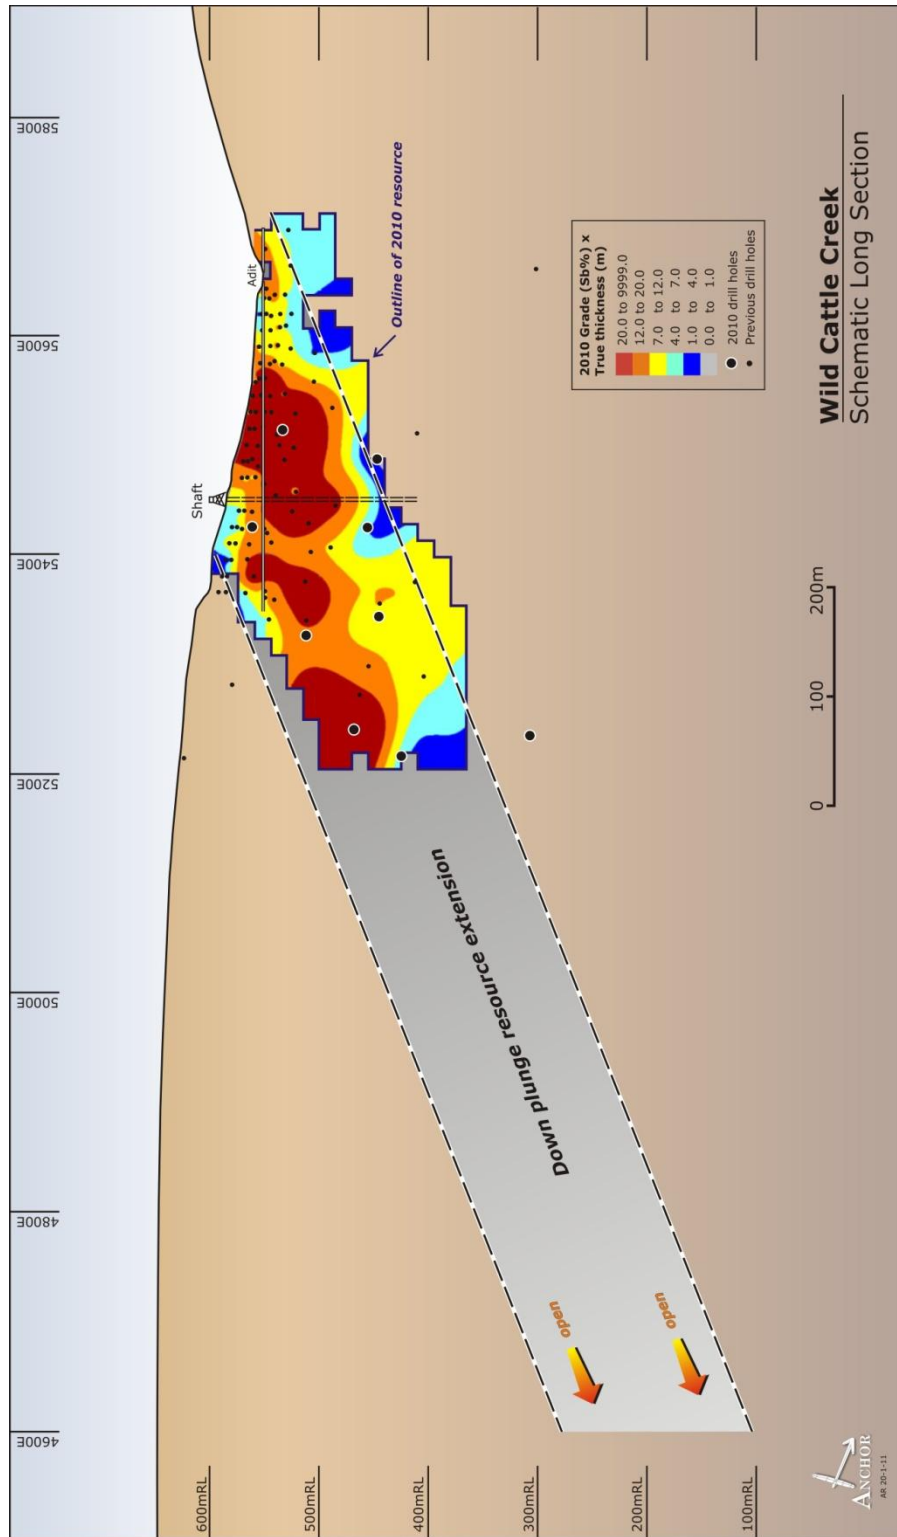 4600E
4800E
5000E
5200E
5400E
5600E
5800E
600mRL
500mRL
400mRL
300mRL
200mRL
100mRL
Shaft
Adit
Outline of 2010 resource
Down plunge resource extension
open
open
2010 Grade (Sb%) x
True thickness (m)
20.0 to 9999.0
12.0 to 20.0
7.0 to 12.0
4.0 to 7.0
1.0 to 4.0
0.0 to 1.0
2010 drill holes
Previous drill holes
0 100 200m
Wild Cattle Creek
Schematic Long Section
ANCHOR
AR 20-1-11